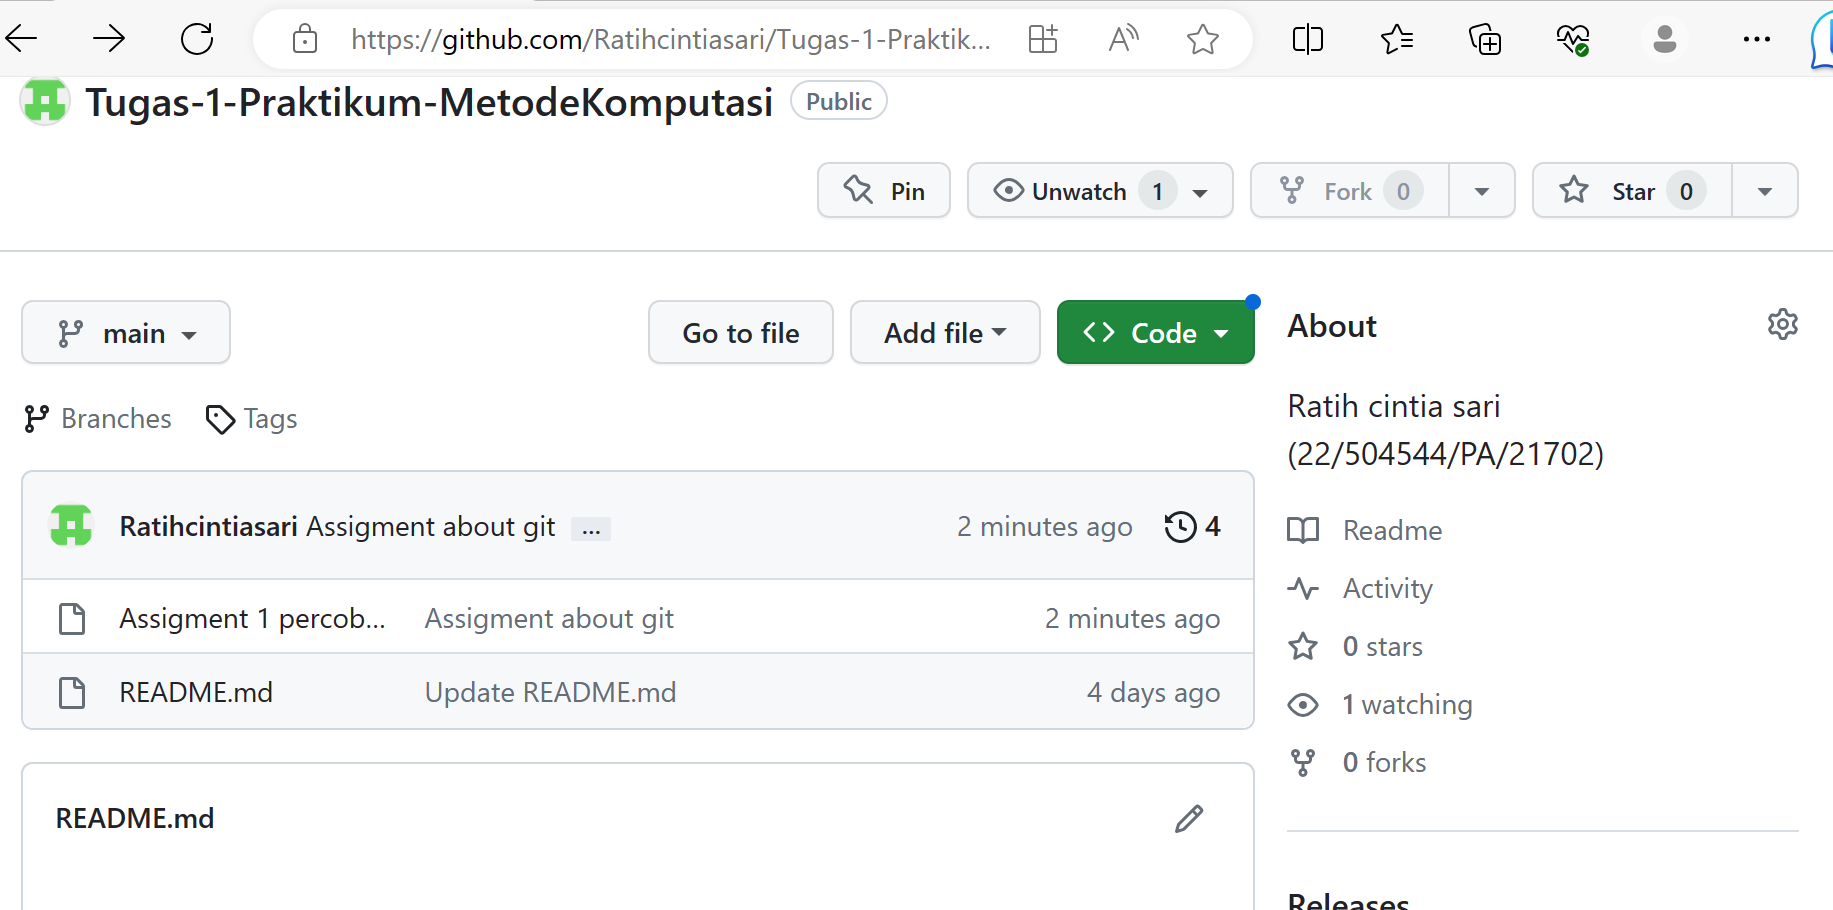 https://github.com/Ratihcintiasari/Tugas-1-Praktik...
Tugas-1-Praktikum-MetodeKomputasi Public
Pin Unwatch 1 Fork 0 Star 0
main Go to file Add file <> Code
Branches Tags
Ratihcintiasari Assigment about git ... 2 minutes ago 4
Assigment 1 percob... Assigment about git 2 minutes ago
README.md Update README.md 4 days ago
README.md
About
Ratih cintia sari
(22/504544/PA/21702)
Readme
Activity
0 stars
1 watching
0 forks
Releases